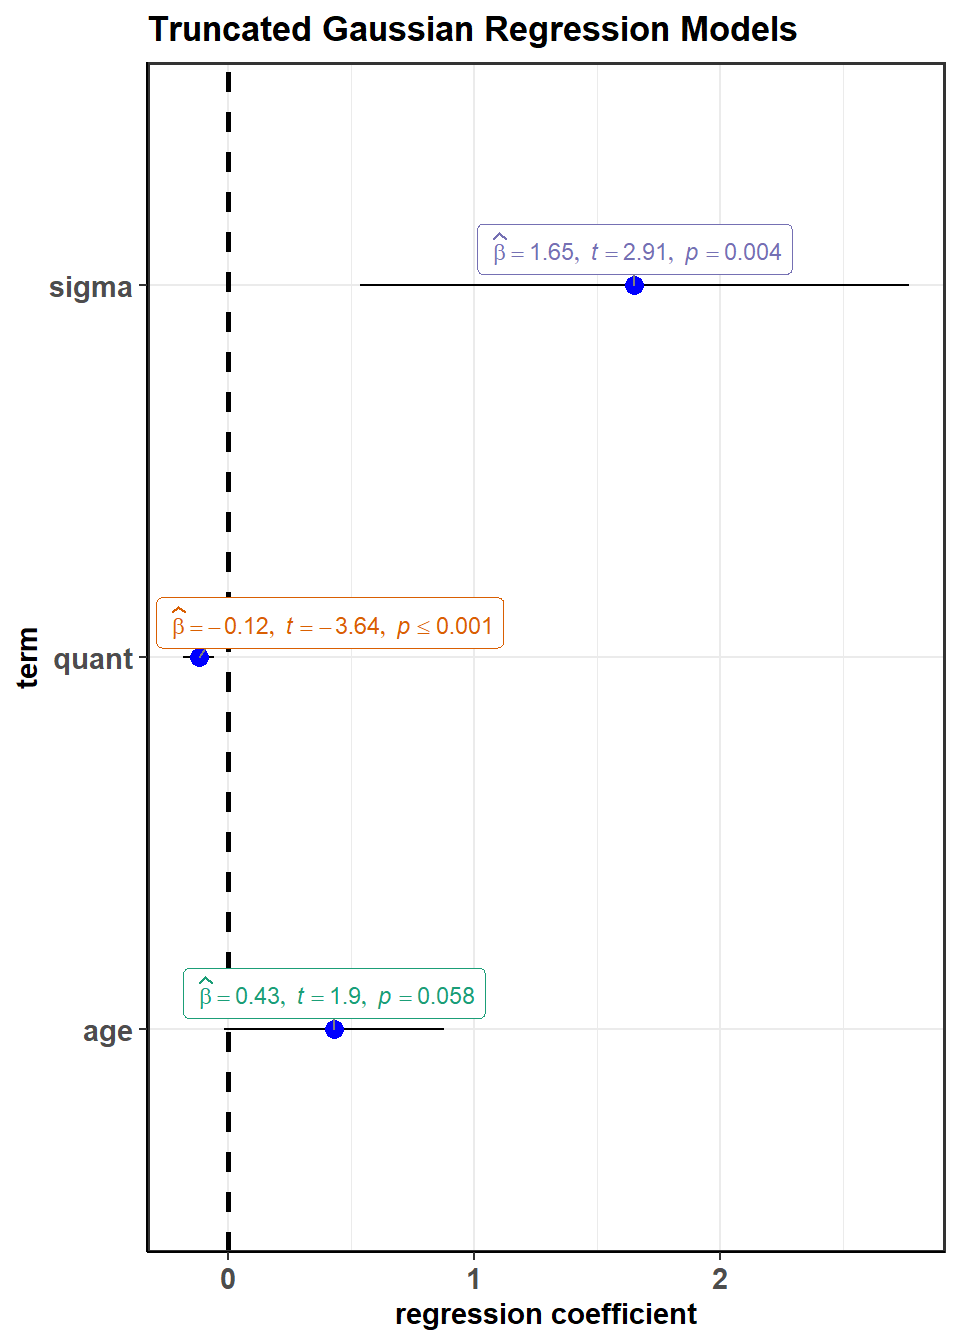 Truncated Gaussian Regression Models
β̂ = 1.65, t = 2.91, p = 0.004
sigma
β̂ = −0.12, t = −3.64, p ≤ 0.001
quant
term
β̂ = 0.43, t = 1.9, p = 0.058
age
0 1 2
regression coefficient